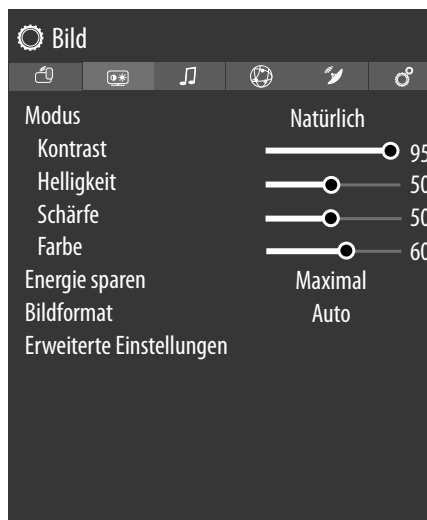 Bild
Modus Natürlich
Kontrast 95
Helligkeit 50
Schärfe 50
Farbe 60
Energie sparen Maximal
Bildformat Auto
Erweiterte Einstellungen